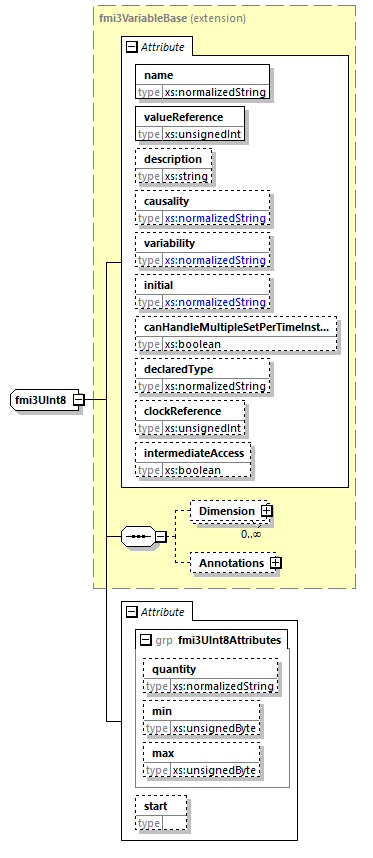 fmi3VariableBase (extension)
Attribute
name
type xs:normalizedString
valueReference
type xs:unsignedInt
description
type xs:string
causality
type xs:normalizedString
variability
type xs:normalizedString
initial
type xs:normalizedString
canHandleMultipleSetPerTimeInst...
type xs:boolean
declaredType
type xs:normalizedString
clockReference
type xs:unsignedInt
intermediateAccess
type xs:boolean
fmi3UInt8
Dimension
0..∞
Annotations
Attribute
grp fmi3UInt8Attributes
quantity
type xs:normalizedString
min
type xs:unsignedByte
max
type xs:unsignedByte
start
type